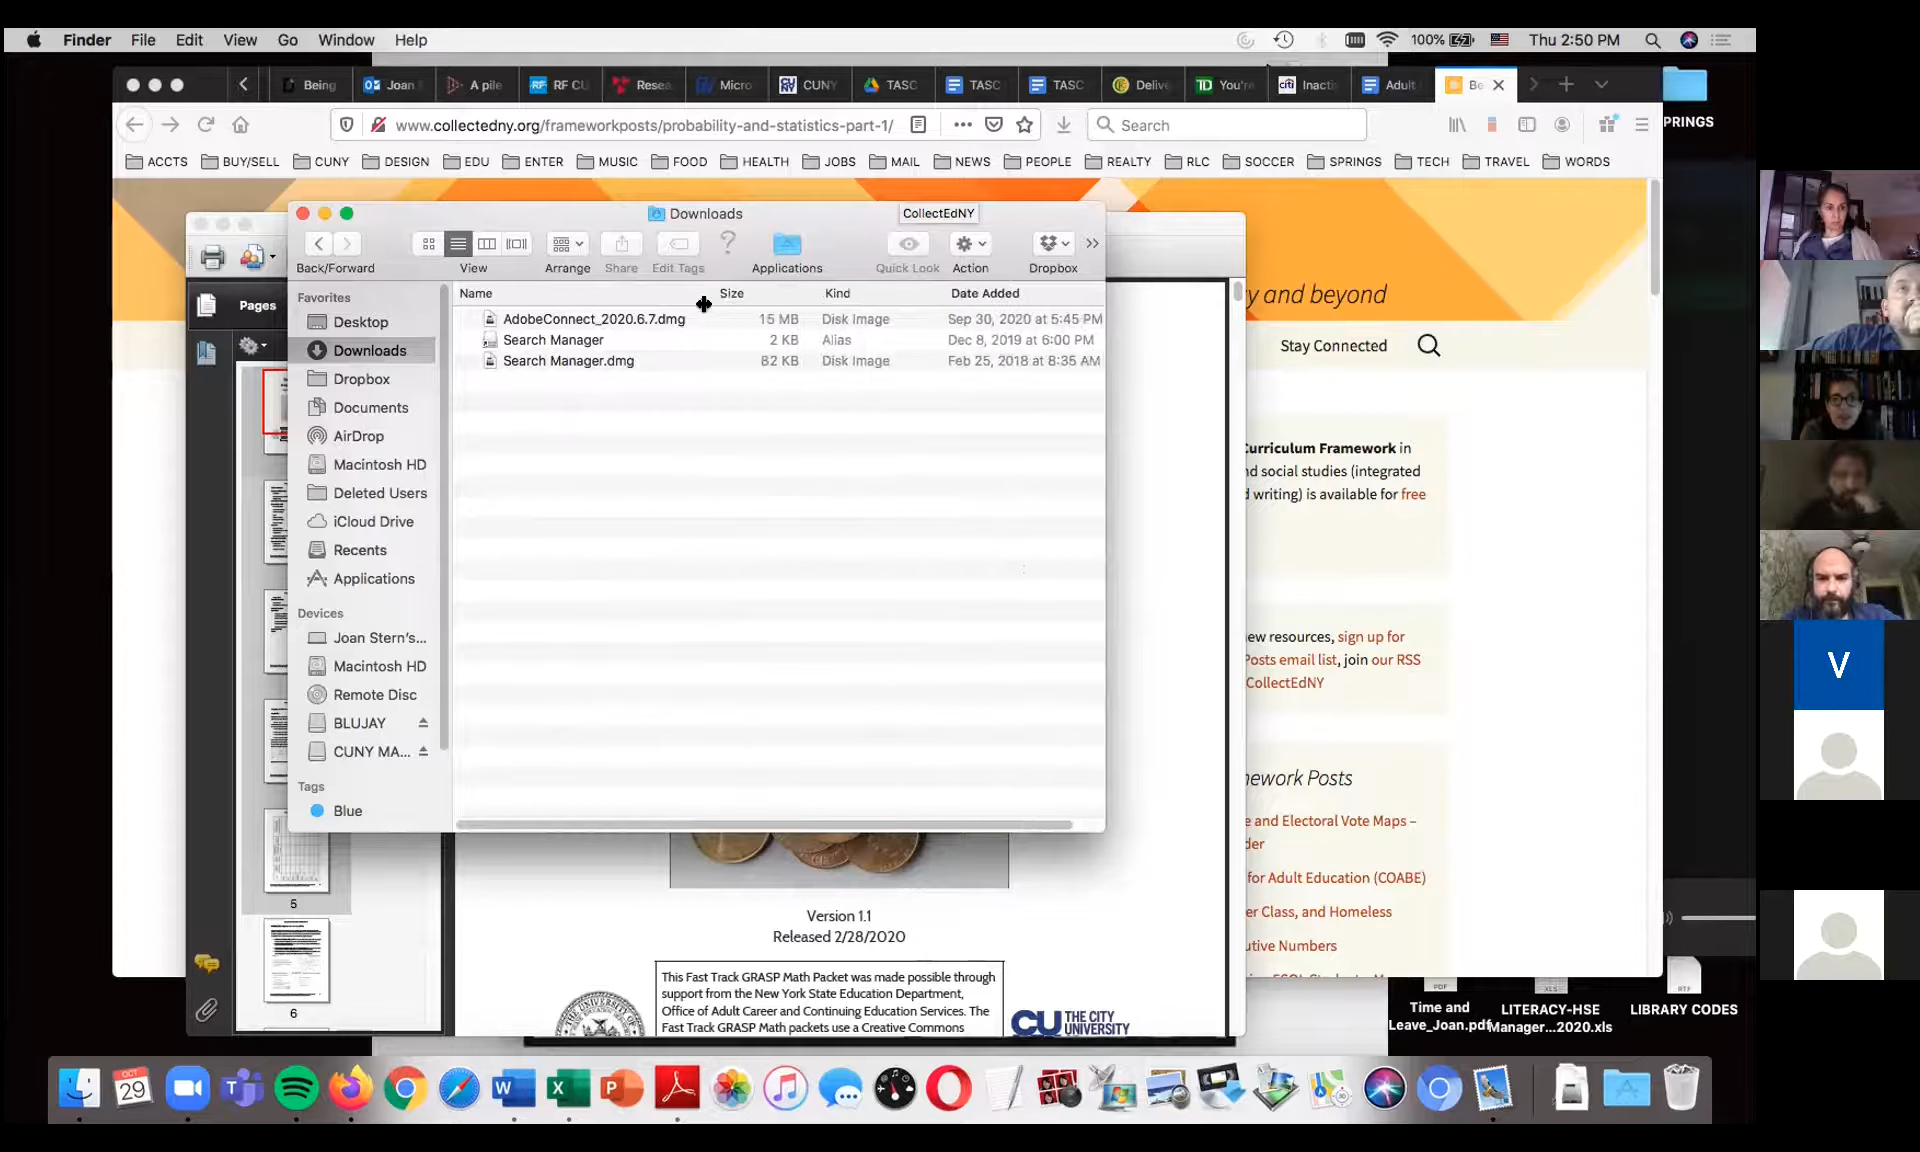 Finder File Edit View Go Window Help
100% Thu 2:50 PM
Being Joan A pile RF CU Resea Micro CUNY TASC TASC TASC Delive You're Inacti Adult Be
www.collectedny.org/frameworkposts/probability-and-statistics-part-1/
Search
PRINGS
ACCTS BUY/SELL CUNY DESIGN EDU ENTER MUSIC FOOD HEALTH JOBS MAIL NEWS PEOPLE REALTY RLC SOCCER SPRINGS TECH TRAVEL WORDS
Downloads
CollectEdNY
Back/Forward View Arrange Share Edit Tags Applications Quick Look Action Dropbox
Pages
Favorites
Desktop
Downloads
Dropbox
Documents
AirDrop
Macintosh HD
Deleted Users
iCloud Drive
Recents
Applications
Devices
Joan Stern's...
Macintosh HD
Remote Disc
BLUJAY
CUNY MA...
Tags
Blue
Name Size Kind Date Added
AdobeConnect_2020.6.7.dmg 15 MB Disk Image Sep 30, 2020 at 5:45 PM
Search Manager 2 KB Alias Dec 8, 2019 at 6:00 PM
Search Manager.dmg 82 KB Disk Image Feb 25, 2018 at 8:35 AM
y and beyond
Stay Connected
Curriculum Framework in
nd social studies (integrated
d writing) is available for free
ew resources, sign up for
Posts email list, join our RSS
CollectEdNY
nework Posts
e and Electoral Vote Maps –
der
for Adult Education (COABE)
er Class, and Homeless
utive Numbers
5
6
Version 1.1
Released 2/28/2020
This Fast Track GRASP Math Packet was made possible through
support from the New York State Education Department,
Office of Adult Career and Continuing Education Services. The
Fast Track GRASP Math packets use a Creative Commons
CU THE CITY
UNIVERSITY
Time and
Leave_Joan.pdf
LITERACY-HSE
Manager...2020.xls
LIBRARY CODES
V
OCT
29